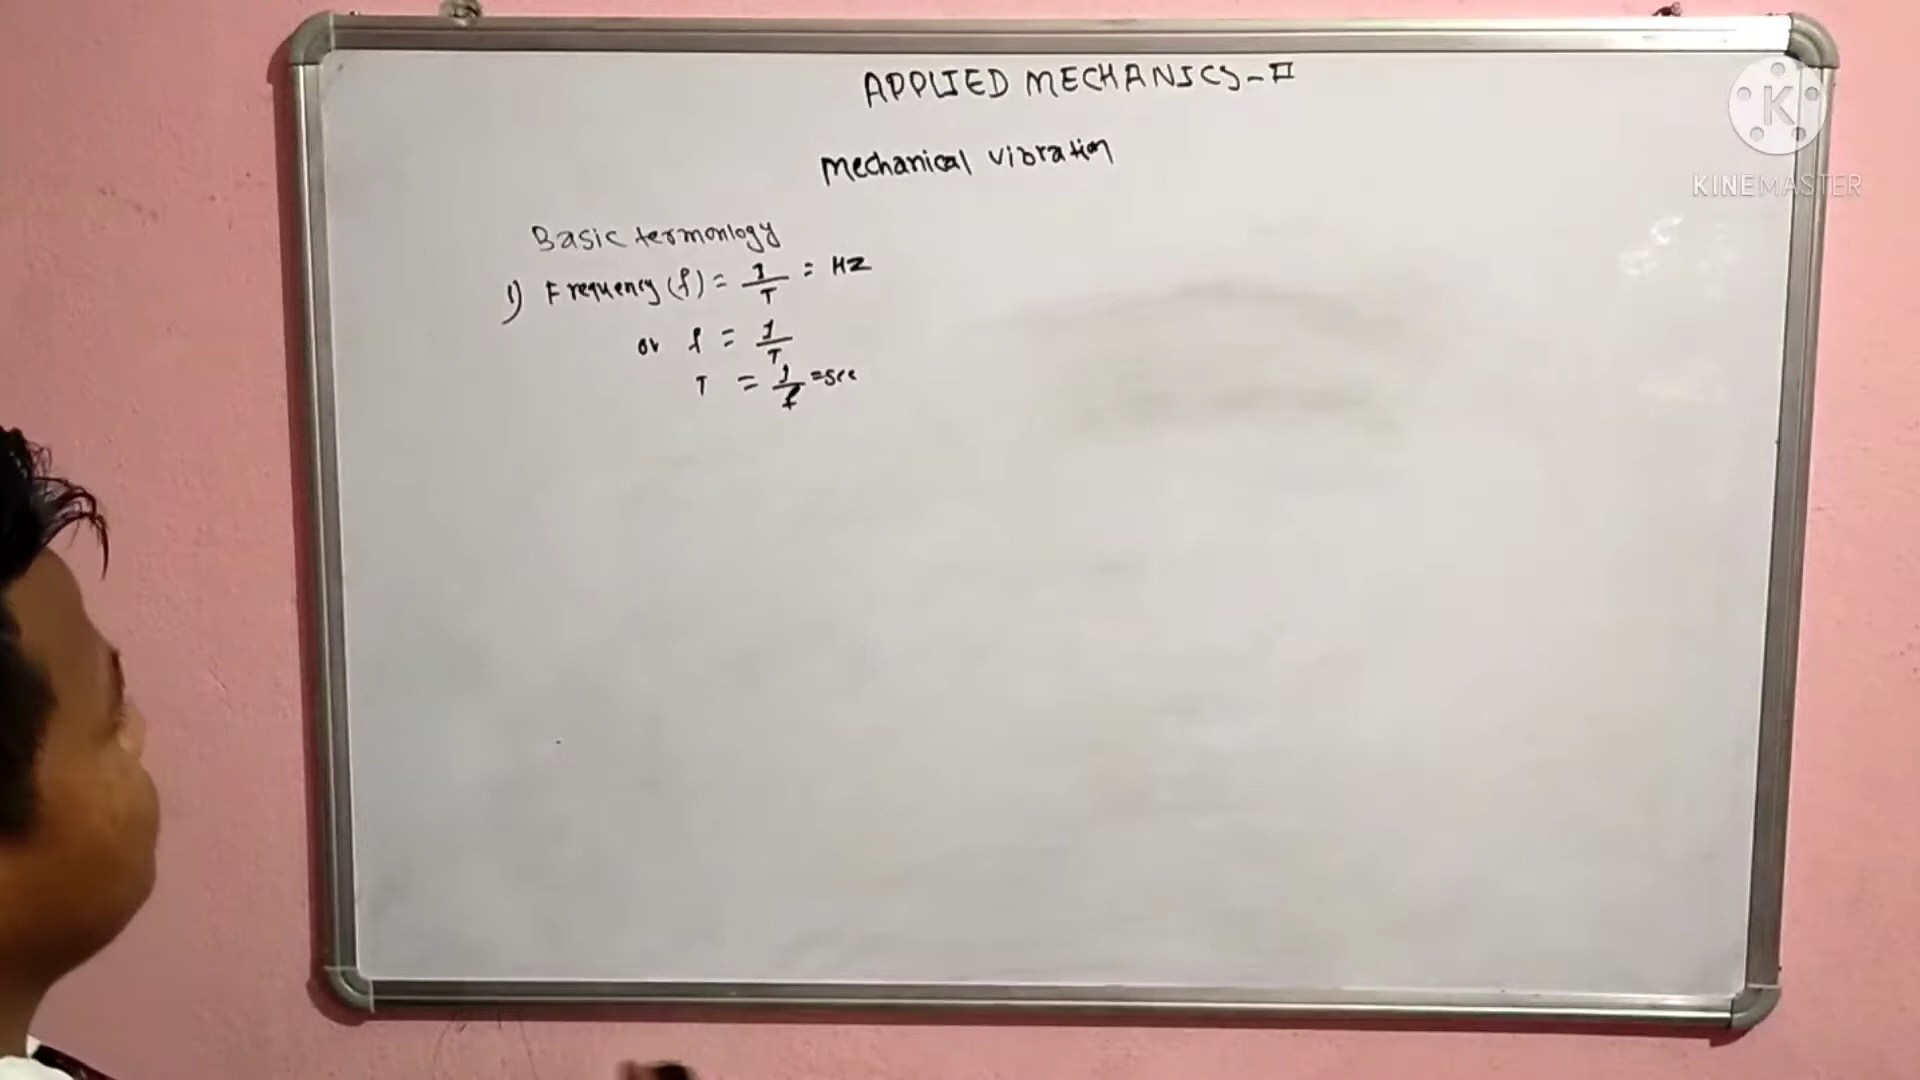 APPLIED MECHANICS-II
Mechanical vibration
Basic termonlogy
1) Frequency (f) = 1/T = HZ
or f = 1/T
T = 1/f = sec
K
KINEMASTER